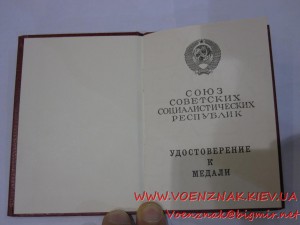 СОЮЗ
СОВЕТСКИХ
СОЦИАЛИСТИЧЕСКИХ
РЕСПУБЛИК
УДОСТОВЕРЕНИЕ
К
МЕДАЛИ
WWW.VOENZNAK.KIEV.UA
Voenznak@bigmir.net